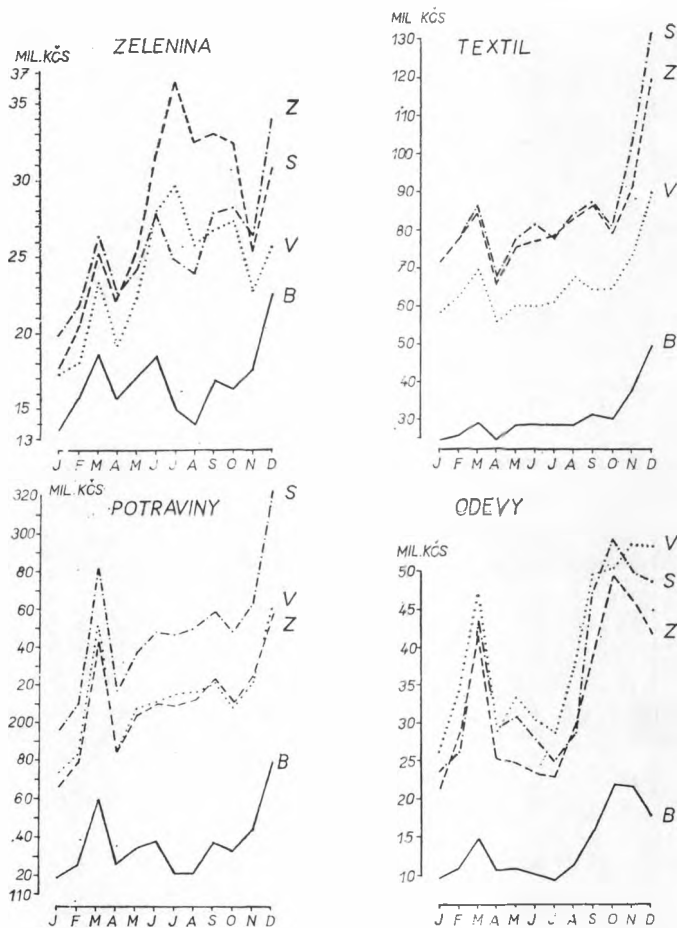 ZELENINA
MIL.KČS
37
35
30
25
20
15
13
Z
S
V
B
J F M A M J J A S O N D
TEXTIL
MIL KČS
130
120
110
100
90
80
70
60
50
40
30
S
Z
V
B
J F M A M J J A S O N D
POTRAVINY
MIL.KČS
320
300
80
60
40
20
200
80
60
40
20
110
S
V
Z
B
J F M A M J J A S O N D
ODEVY
MIL.KČS
50
45
40
35
30
25
20
15
10
V
S
Z
B
J F M A M J J A S O N D